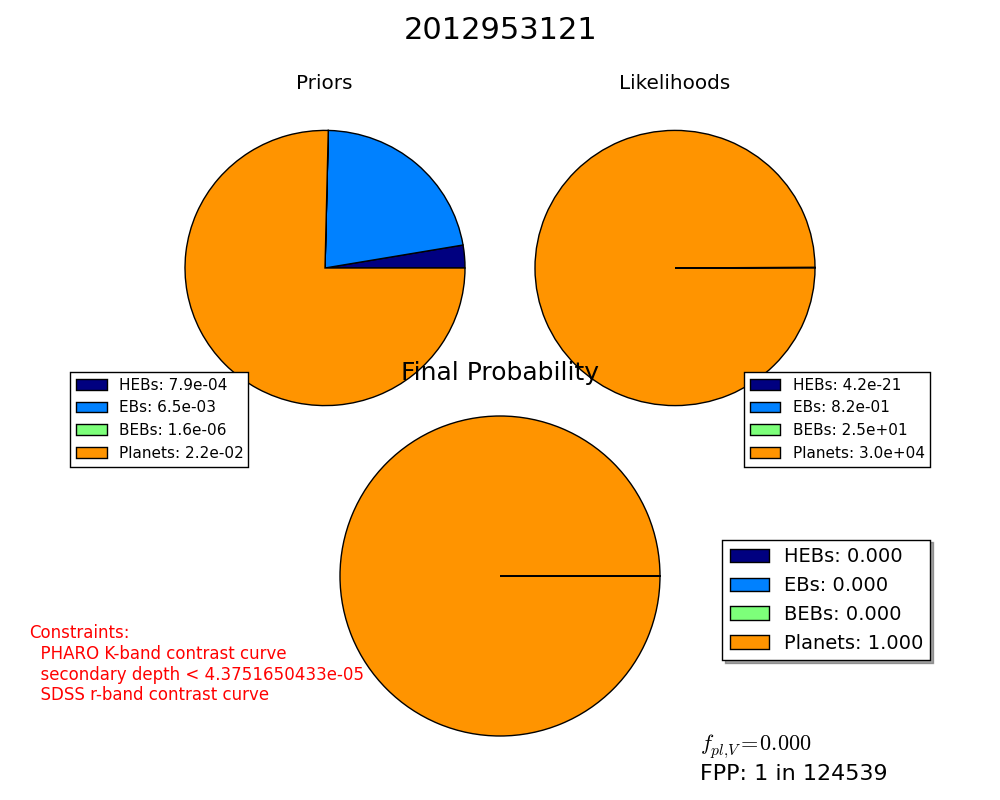 2012953121
Priors
Likelihoods
HEBs: 7.9e-04
EBs: 6.5e-03
BEBs: 1.6e-06
Planets: 2.2e-02
HEBs: 4.2e-21
EBs: 8.2e-01
BEBs: 2.5e+01
Planets: 3.0e+04
Final Probability
HEBs: 0.000
EBs: 0.000
BEBs: 0.000
Planets: 1.000
Constraints:
PHARO K-band contrast curve
secondary depth < 4.3751650433e-05
SDSS r-band contrast curve
f_{pl,V} = 0.000
FPP: 1 in 124539